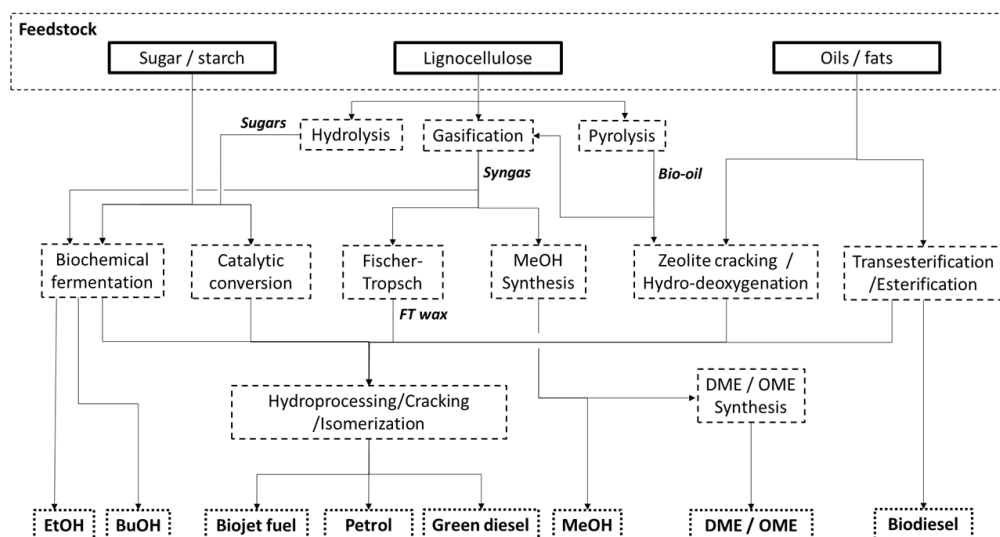 Feedstock
Sugar / starch
Lignocellulose
Oils / fats
Sugars
Hydrolysis
Gasification
Pyrolysis
Syngas
Bio-oil
Biochemical
fermentation
Catalytic
conversion
Fischer-
Tropsch
MeOH
Synthesis
Zeolite cracking /
Hydro-deoxygenation
Transesterification
/Esterification
FT wax
Hydroprocessing/Cracking
/Isomerization
DME / OME
Synthesis
EtOH
BuOH
Biojet fuel
Petrol
Green diesel
MeOH
DME / OME
Biodiesel